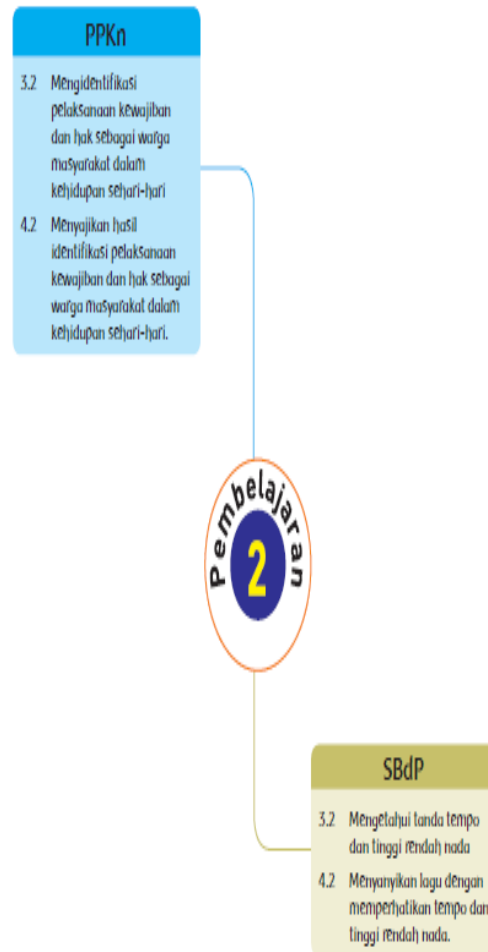 PPKn
3.2 Mengidentifikasi
pelaksanaan kewajiban
dan hak sebagai warga
masyarakat dalam
kehidupan sehari-hari
4.2 Menyajikan hasil
identifikasi pelaksanaan
kewajiban dan hak sebagai
warga masyarakat dalam
kehidupan sehari-hari.
Pembelajaran
2
SBdP
3.2 Mengetahui tanda tempo
dan tinggi rendah nada
4.2 Menyanyikan lagu dengan
memperhatikan tempo dan
tinggi rendah nada.